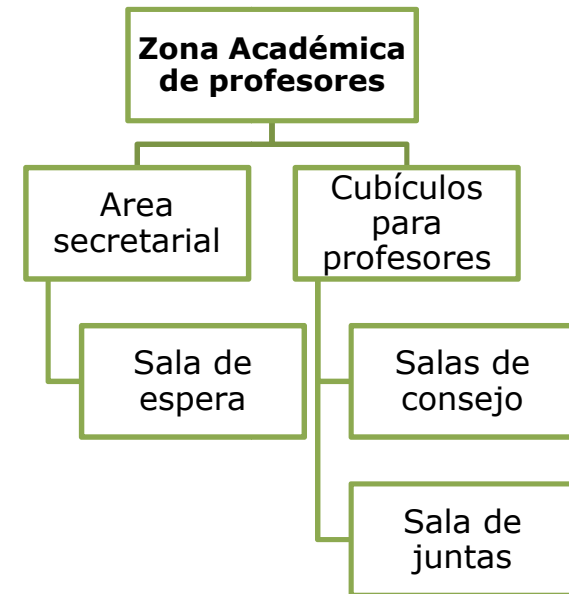 Zona Académica
de profesores
Area
secretarial
Cubículos
para
profesores
Sala de
espera
Salas de
consejo
Sala de
juntas